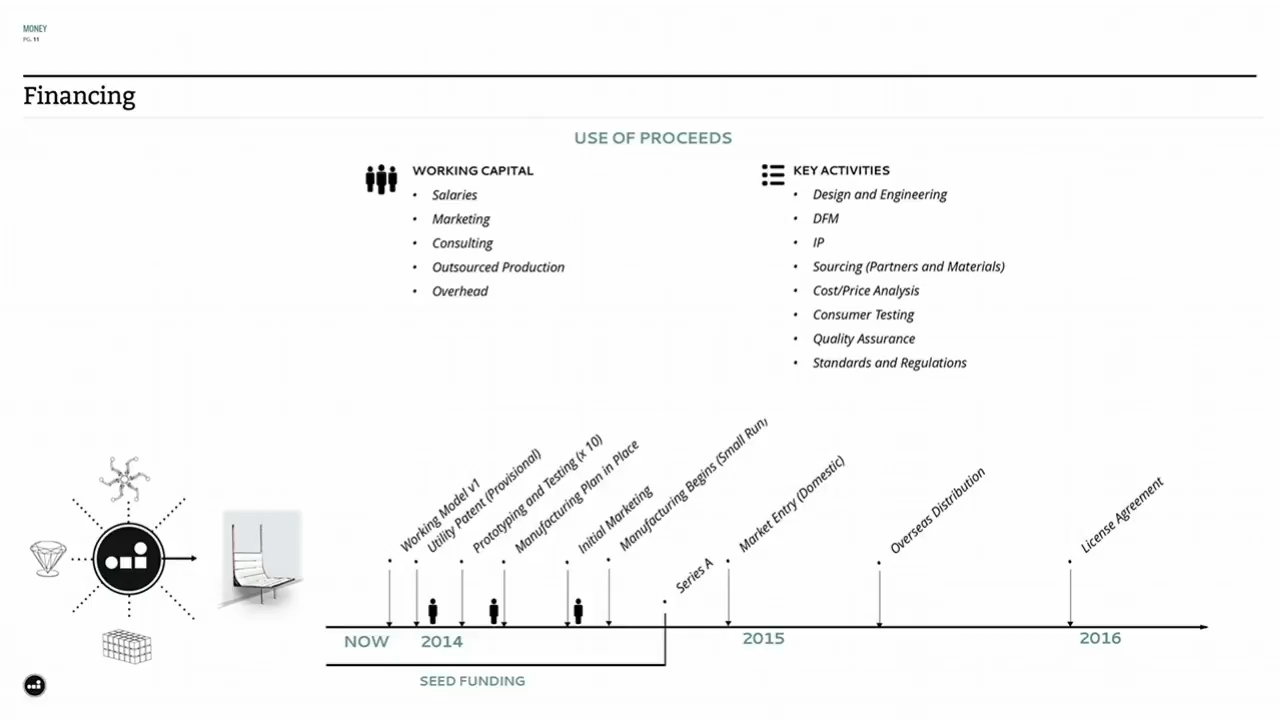 MONEY
PG. 11
Financing
USE OF PROCEEDS
WORKING CAPITAL
• Salaries
• Marketing
• Consulting
• Outsourced Production
• Overhead
KEY ACTIVITIES
• Design and Engineering
• DFM
• IP
• Sourcing (Partners and Materials)
• Cost/Price Analysis
• Consumer Testing
• Quality Assurance
• Standards and Regulations
Working Model v1
Utility Patent (Provisional)
Prototyping and Testing (x 10)
Manufacturing Plan in Place
Initial Marketing
Manufacturing Begins (Small Run)
Series A
Market Entry (Domestic)
Overseas Distribution
License Agreement
NOW
2014
2015
2016
SEED FUNDING